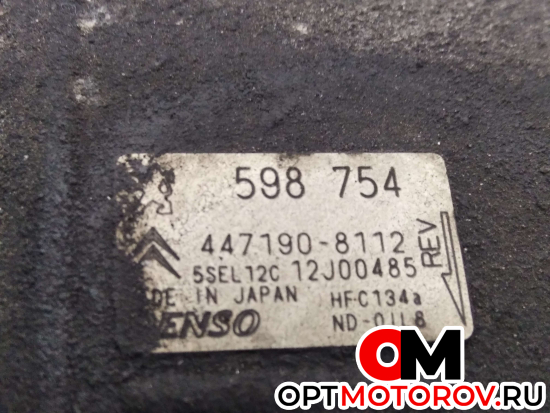 598 754
447190-8112
5SEL12C 12J00485
REV
DE IN JAPAN HFC134a
ENSO ND-OIL8
OM
OPTMOTOROV.RU